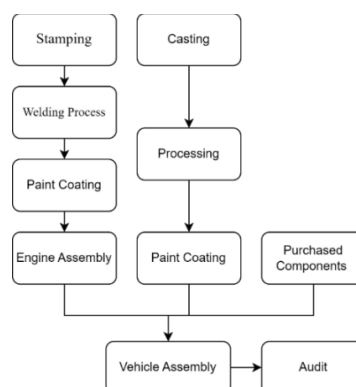 Stamping
Casting
Welding Process
Processing
Paint Coating
Engine Assembly
Paint Coating
Purchased
Components
Vehicle Assembly
Audit